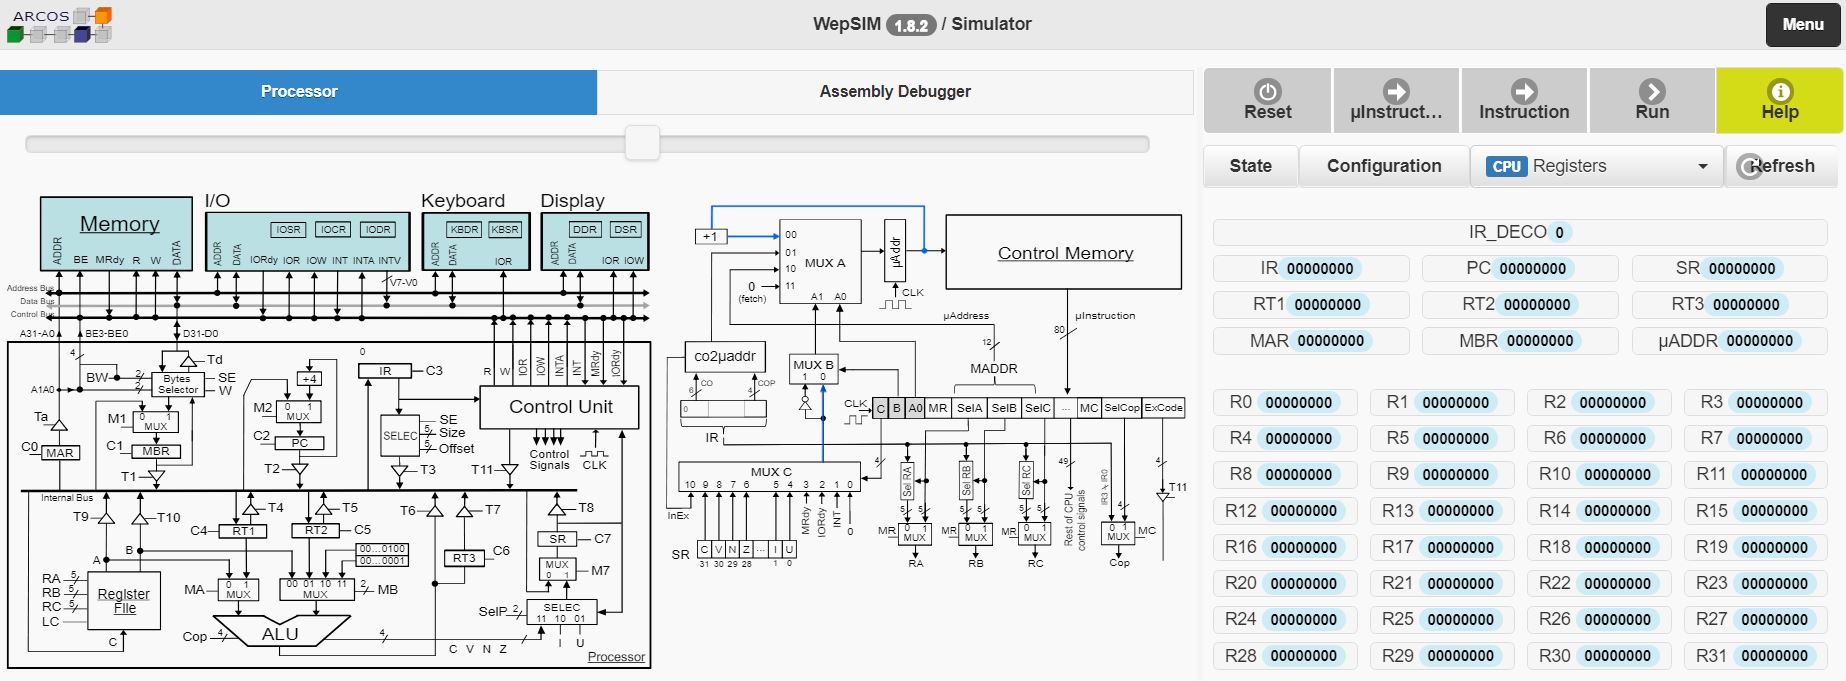 ARCOS
WepSIM 1.8.2 / Simulator
Menu
Processor
Assembly Debugger
Reset
µInstruct...
Instruction
Run
Help
State
Configuration
CPU Registers
Refresh
Memory
ADDR BE MRdy R W DATA
I/O
IOSR IOCR IODR
ADDR DATA IORdy IOR IOW INT INTA INTV
Keyboard
KBDR KBSR
ADDR DATA IOR
Display
DDR DSR
ADDR DATA IOR IOW
V7-V0
Address Bus
Data Bus
Control Bus
A31-A0 BE3-BE0 D31-D0
4
Td
BW 2 2 Bytes Selector SE W
A1A0
Ta
M1 0 1 MUX
C0 MAR
C1 MBR
T1
+4
M2 0 1 MUX
C2 PC
T2
0
IR C3
SELEC SE
5 Size
5 Offset
T3
R W IOR IOW INTA INT MRdy IORdy
Control Unit
Control Signals
CLK
T11
Internal Bus
T9 T10 T4 T5 T6 T7 T8
C4 RT1
RT2 C5
RT3 C6
SR C7
A B
00...0100
00...0001
MUX 0 1 M7
RA 5
RB 5
RC 5
LC
Register File
C
MA 0 1 MUX
00 01 10 11 MUX 2 MB
Cop 4 ALU 4
C V N Z
SelP 2 SELEC
11 10 01
I U
Processor
+1
00
01
10
11
MUX A
A1 A0
0 (fetch)
µAddr
CLK
Control Memory
µAddress
12
80
µInstruction
co2µaddr
6 CO 4 COP
0
IR
MUX B
1 0
MADDR
CLK
C B A0 MR SelA SelB SelC ... MC SelCop ExCode
MUX C
10 9 8 7 6 5 4 3 2 1 0
InEx
MRdy IORdy INT 0
4
SR C V N Z ... I U
31 30 29 28 1 0
Sel RA
Sel RB
Sel RC
5 5 5 5 5 5
MR 0 1 MUX
MR 0 1 MUX
MR 0 1 MUX
RA RB RC
49
Rest of CPU control signals
4
0 1 MUX MC
Cop
4
T11
IR_DECO 0
IR 00000000 PC 00000000 SR 00000000
RT1 00000000 RT2 00000000 RT3 00000000
MAR 00000000 MBR 00000000 µADDR 00000000
R0 00000000 R1 00000000 R2 00000000 R3 00000000
R4 00000000 R5 00000000 R6 00000000 R7 00000000
R8 00000000 R9 00000000 R10 00000000 R11 00000000
R12 00000000 R13 00000000 R14 00000000 R15 00000000
R16 00000000 R17 00000000 R18 00000000 R19 00000000
R20 00000000 R21 00000000 R22 00000000 R23 00000000
R24 00000000 R25 00000000 R26 00000000 R27 00000000
R28 00000000 R29 00000000 R30 00000000 R31 00000000